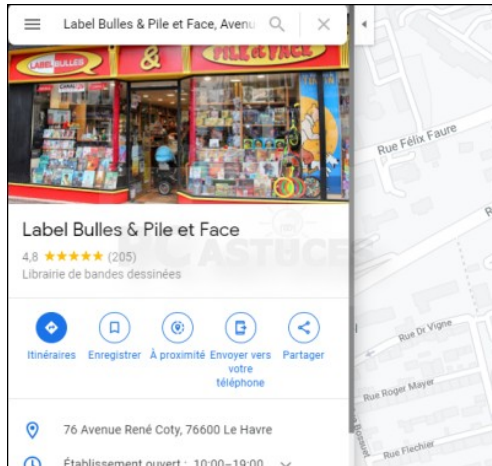 Label Bulles & Pile et Face, Avenu
LABEL BULLES & PILE et FACE
Label Bulles & Pile et Face
4,8 (205)
Librairie de bandes dessinées
PC ASTUCES
Itinéraires Enregistrer À proximité Envoyer vers votre téléphone Partager
76 Avenue René Coty, 76600 Le Havre
Établissement ouvert : 10:00–19:00
Rue Félix Faure
Rue Dr Vigne
Rue Roger Mayer
Bossuet
Rue Flechier